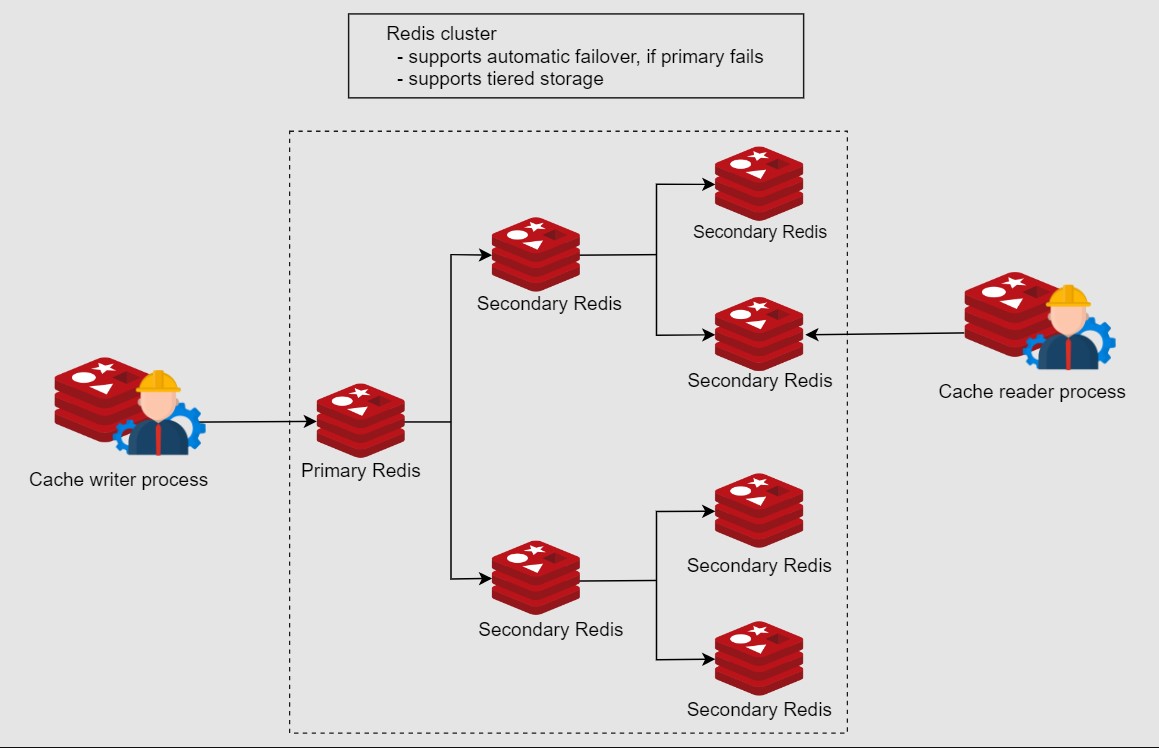 Redis cluster
- supports automatic failover, if primary fails
- supports tiered storage
Secondary Redis
Secondary Redis
Secondary Redis
Cache reader process
Primary Redis
Cache writer process
Secondary Redis
Secondary Redis
Secondary Redis